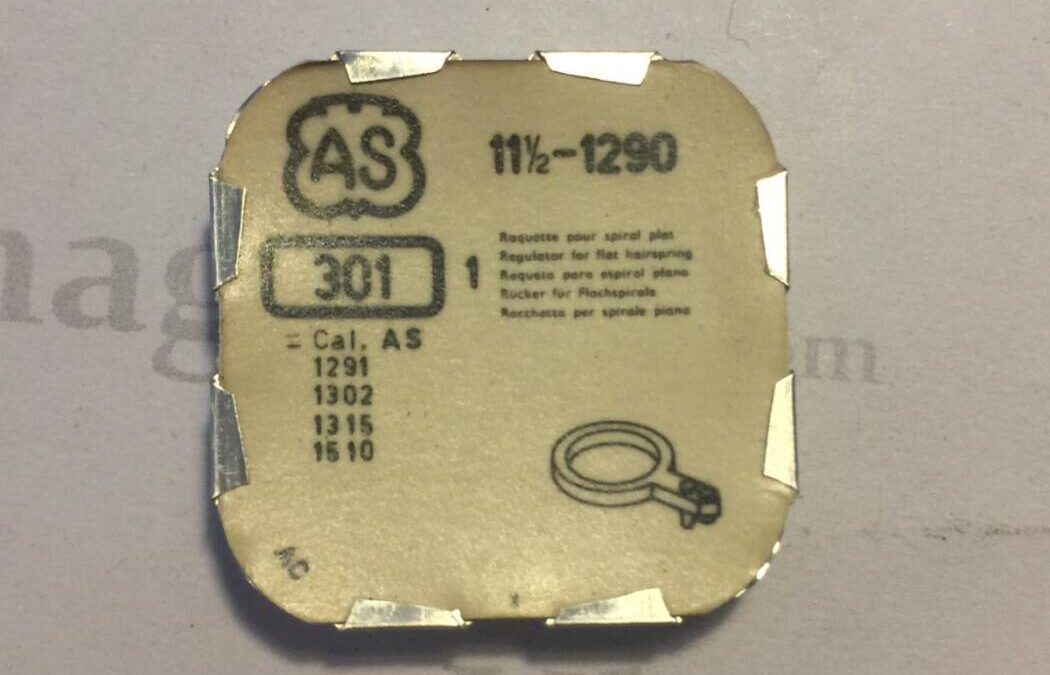 AS
11½-1290
301
1
Raquette pour spiral plat
Regulator for flat hairspring
Raqueta para espiral plano
Rücker für Flachspirale
Racchetta per spirale piana
= Cal. AS
1291
1302
1315
1510
MC